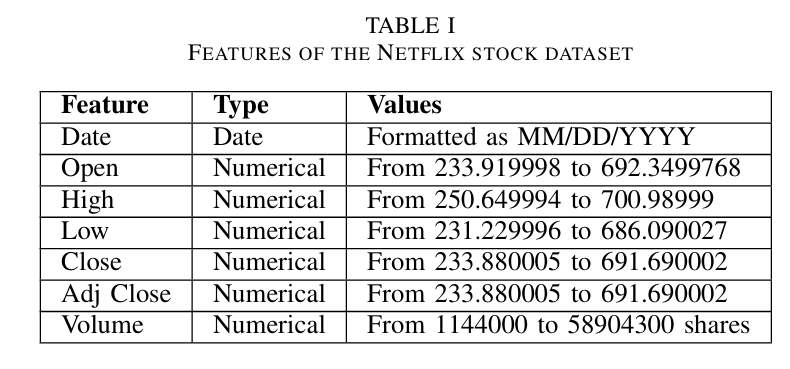 TABLE I
FEATURES OF THE NETFLIX STOCK DATASET
Feature Type Values
Date Date Formatted as MM/DD/YYYY
Open Numerical From 233.919998 to 692.3499768
High Numerical From 250.649994 to 700.98999
Low Numerical From 231.229996 to 686.090027
Close Numerical From 233.880005 to 691.690002
Adj Close Numerical From 233.880005 to 691.690002
Volume Numerical From 1144000 to 58904300 shares